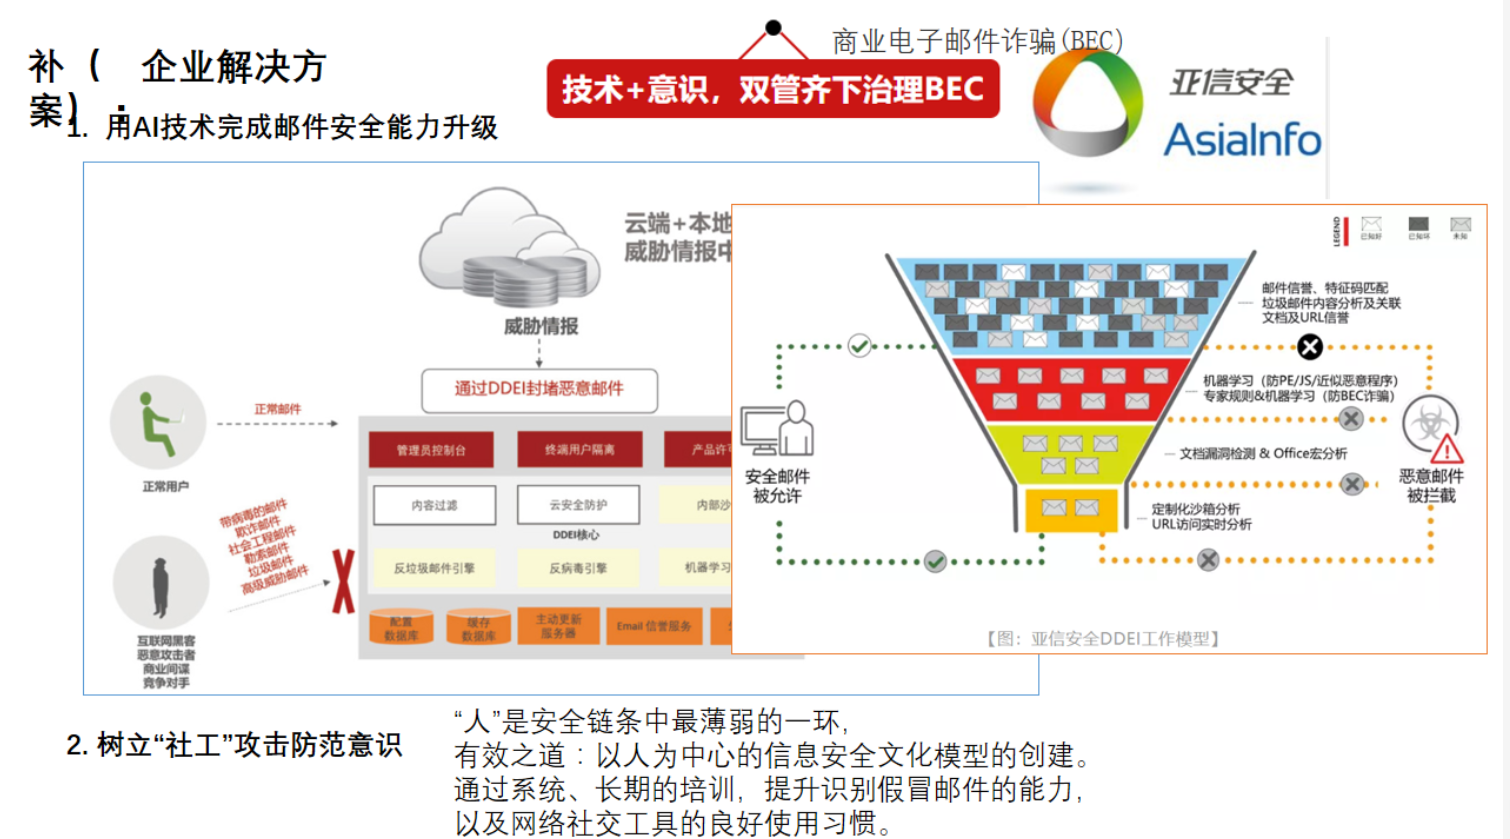 补（ 企业解决方
案）：
商业电子邮件诈骗(BEC)
技术+意识，双管齐下治理BEC
亚信安全
AsiaInfo
1. 用AI技术完成邮件安全能力升级
云端+本地
威胁情报中
威胁情报
通过DDEI封堵恶意邮件
正常邮件
正常用户
管理员控制台
终端用户隔离
产品许可
内容过滤
云安全防护
内部沙
DDEI核心
反垃圾邮件引擎
反病毒引擎
机器学习
配置
数据库
缓存
数据库
主动更新
服务器
Email 信誉服务
带病毒的邮件
欺诈邮件
社会工程邮件
勒索邮件
垃圾邮件
高级威胁邮件
互联网黑客
恶意攻击者
商业间谍
竞争对手
LEGEND
已知好
已知坏
未知
邮件信誉、特征码匹配
垃圾邮件内容分析及关联
文档及URL信誉
机器学习（防PE/JS/近似恶意程序）
专家规则&机器学习（防BEC诈骗）
文档漏洞检测 & Office宏分析
定制化沙箱分析
URL访问实时分析
安全邮件
被允许
恶意邮件
被拦截
【图：亚信安全DDEI工作模型】
2. 树立“社工”攻击防范意识
“人”是安全链条中最薄弱的一环，
有效之道：以人为中心的信息安全文化模型的创建。
通过系统、长期的培训，提升识别假冒邮件的能力，
以及网络社交工具的良好使用习惯。